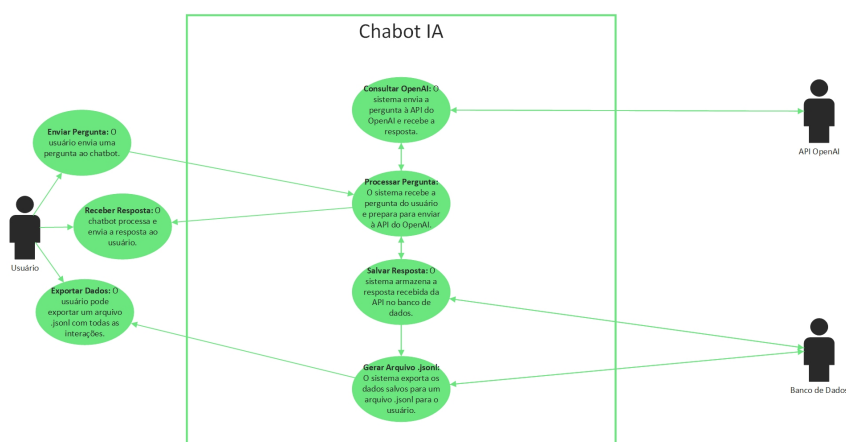 Chabot IA
Consultar OpenAI: O
sistema envia a
pergunta à API do
OpenAI e recebe a
resposta.
API OpenAI
Enviar Pergunta: O
usuário envia uma
pergunta ao chatbot.
Processar Pergunta:
O sistema recebe a
pergunta do usuário
e prepara para enviar
à API do OpenAI.
Receber Resposta: O
chatbot processa e
envia a resposta ao
usuário.
Usuário
Salvar Resposta: O
sistema armazena a
resposta recebida da
API no banco de
dados.
Exportar Dados: O
usuário pode
exportar um arquivo
.jsonl com todas as
interações.
Gerar Arquivo .jsonl:
O sistema exporta os
dados salvos para um
arquivo .jsonl para o
usuário.
Banco de Dados